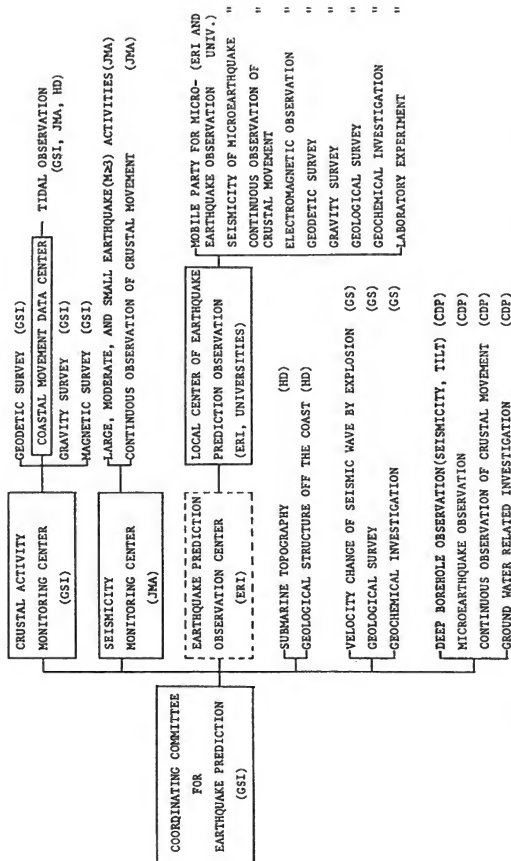 COORDINATING COMMITTEE
FOR
EARTHQUAKE PREDICTION
(GSI)
CRUSTAL ACTIVITY
MONITORING CENTER
(GSI)
GEODETIC SURVEY (GSI)
COASTAL MOVEMENT DATA CENTER
TIDAL OBSERVATION
(GSI, JMA, HD)
GRAVITY SURVEY (GSI)
MAGNETIC SURVEY (GSI)
SEISMICITY
MONITORING CENTER
(JMA)
LARGE, MODERATE, AND SMALL EARTHQUAKE(M≥3) ACTIVITIES(JMA)
CONTINUOUS OBSERVATION OF CRUSTAL MOVEMENT (JMA)
EARTHQUAKE PREDICTION
OBSERVATION CENTER
(ERI)
LOCAL CENTER OF EARTHQUAKE
PREDICTION OBSERVATION
(ERI, UNIVERSITIES)
MOBILE PARTY FOR MICRO- (ERI AND
EARTHQUAKE OBSERVATION UNIV.)
SEISMICITY OF MICROEARTHQUAKE "
CONTINUOUS OBSERVATION OF "
CRUSTAL MOVEMENT
ELECTROMAGNETIC OBSERVATION "
GEODETIC SURVEY "
GRAVITY SURVEY "
GEOLOGICAL SURVEY "
GEOCHEMICAL INVESTIGATION "
LABORATORY EXPERIMENT "
SUBMARINE TOPOGRAPHY (HD)
GEOLOGICAL STRUCTURE OFF THE COAST (HD)
VELOCITY CHANGE OF SEISMIC WAVE BY EXPLOSION (GS)
GEOLOGICAL SURVEY (GS)
GEOCHEMICAL INVESTIGATION (GS)
DEEP BOREHOLE OBSERVATION(SEISMICITY, TILT) (CDP)
MICROEARTHQUAKE OBSERVATION (CDP)
CONTINUOUS OBSERVATION OF CRUSTAL MOVEMENT (CDP)
GROUND WATER RELATED INVESTIGATION (CDP)